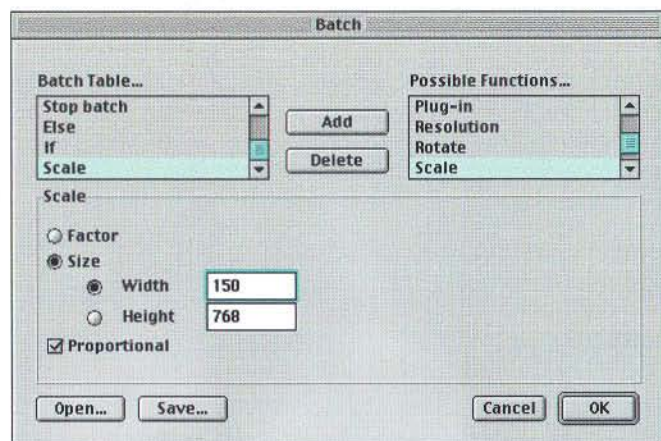 Batch
Batch Table...
Stop batch
Else
If
Scale
Add
Delete
Possible Functions...
Plug-in
Resolution
Rotate
Scale
Scale
Factor
Size
Width 150
Height 768
Proportional
Open... Save... Cancel OK